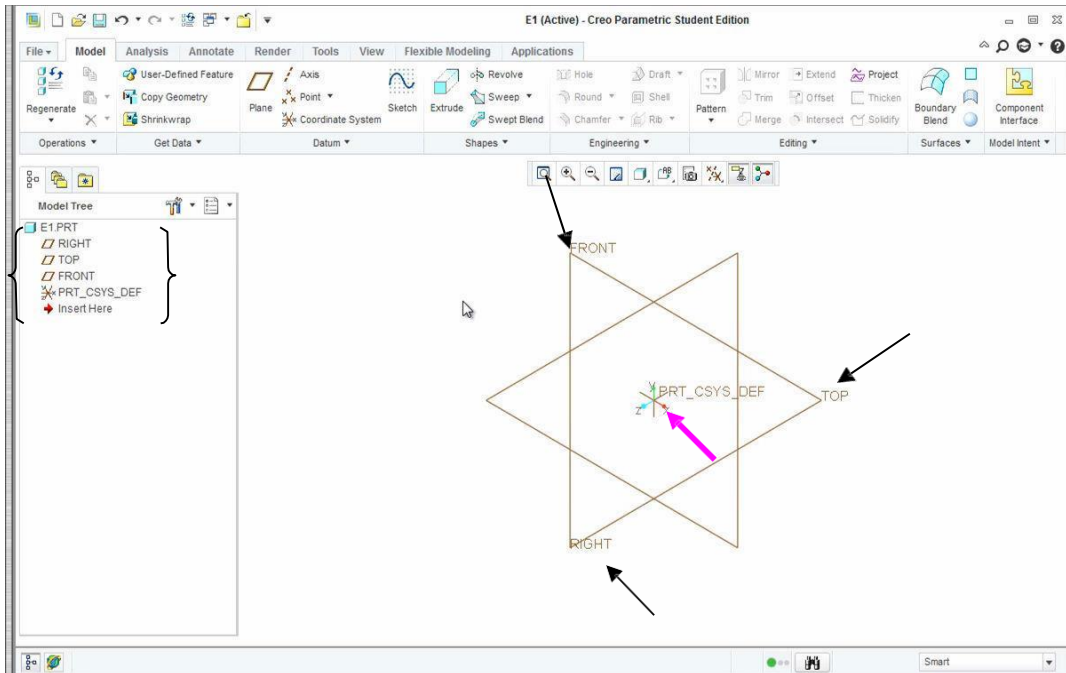 E1 (Active) - Creo Parametric Student Edition
File Model Analysis Annotate Render Tools View Flexible Modeling Applications
Regenerate
User-Defined Feature
Copy Geometry
Shrinkwrap
Plane
Axis
Point
Coordinate System
Sketch
Extrude
Revolve
Sweep
Swept Blend
Hole
Round
Chamfer
Draft
Shell
Rib
Pattern
Mirror
Trim
Merge
Extend
Offset
Intersect
Project
Thicken
Solidify
Boundary
Blend
Component
Interface
Operations Get Data Datum Shapes Engineering Editing Surfaces Model Intent
Model Tree
E1.PRT
RIGHT
TOP
FRONT
PRT_CSYS_DEF
Insert Here
FRONT
Y
PRT_CSYS_DEF
TOP
Z
X
RIGHT
Smart